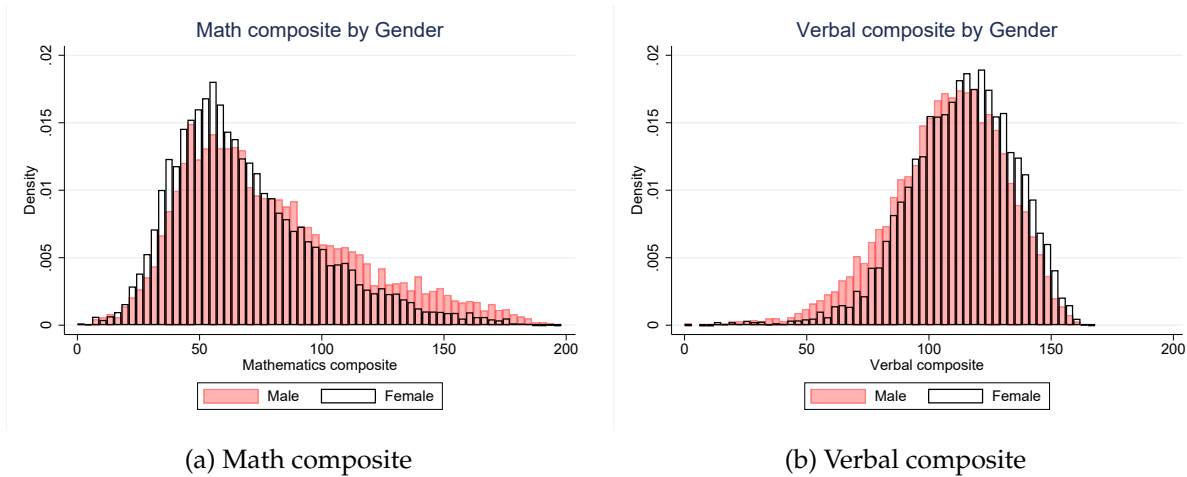 Math composite by Gender
.02
.015
.01
.005
0
Density
0 50 100 150 200
Mathematics composite
Male Female
(a) Math composite
Verbal composite by Gender
.02
.015
.01
.005
0
Density
0 50 100 150 200
Verbal composite
Male Female
(b) Verbal composite